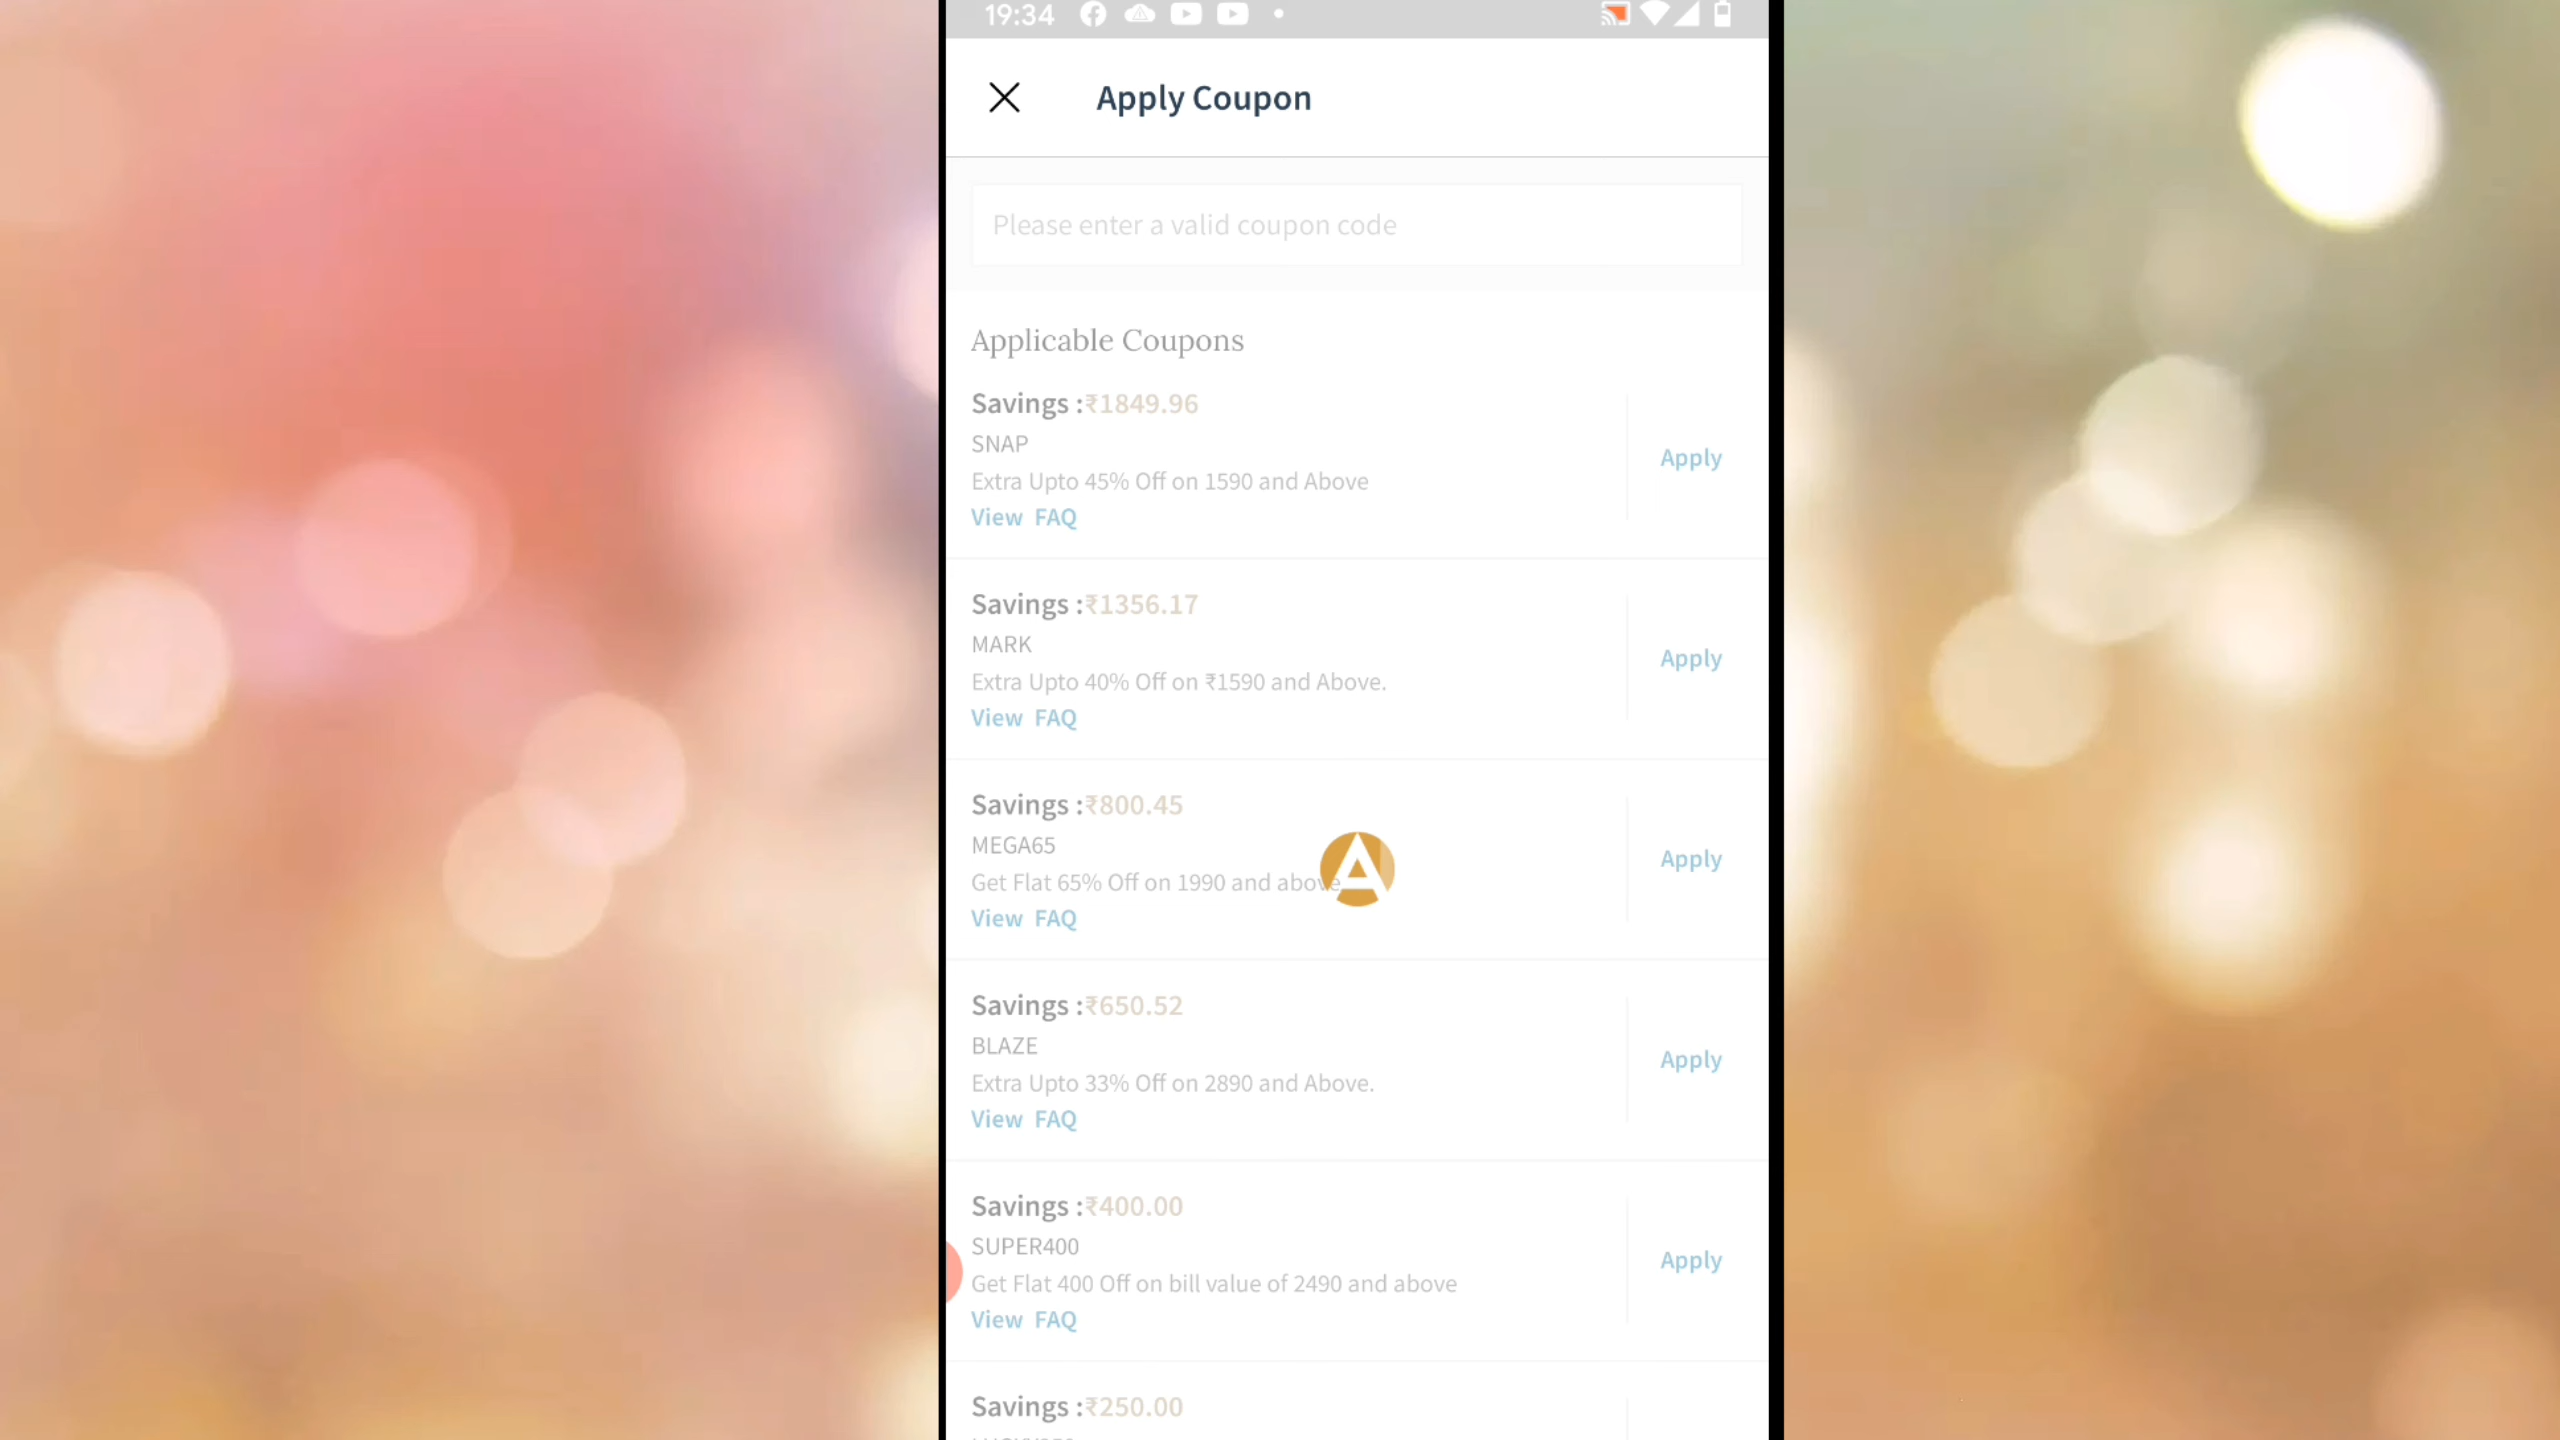 19:34
Apply Coupon
Please enter a valid coupon code
Applicable Coupons
Savings :₹1849.96
SNAP
Extra Upto 45% Off on 1590 and Above
View FAQ
Apply
Savings :₹1356.17
MARK
Extra Upto 40% Off on ₹1590 and Above.
View FAQ
Apply
Savings :₹800.45
MEGA65
Get Flat 65% Off on 1990 and above
View FAQ
Apply
Savings :₹650.52
BLAZE
Extra Upto 33% Off on 2890 and Above.
View FAQ
Apply
Savings :₹400.00
SUPER400
Get Flat 400 Off on bill value of 2490 and above
View FAQ
Apply
Savings :₹250.00